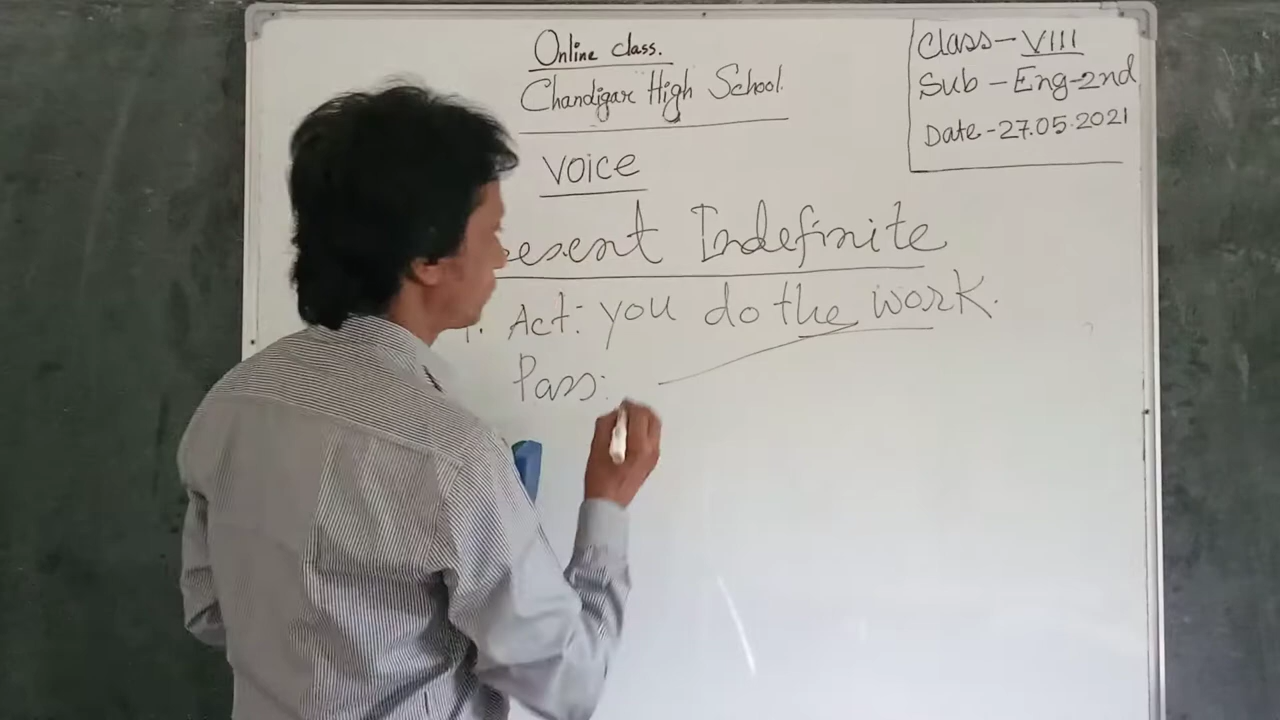 Online class.
Chandigar High School.
Class-VIII
Sub-Eng-2nd
Date-27.05.2021
VOICE
esent Indefinite
1. Act: you do the work.
Pass: